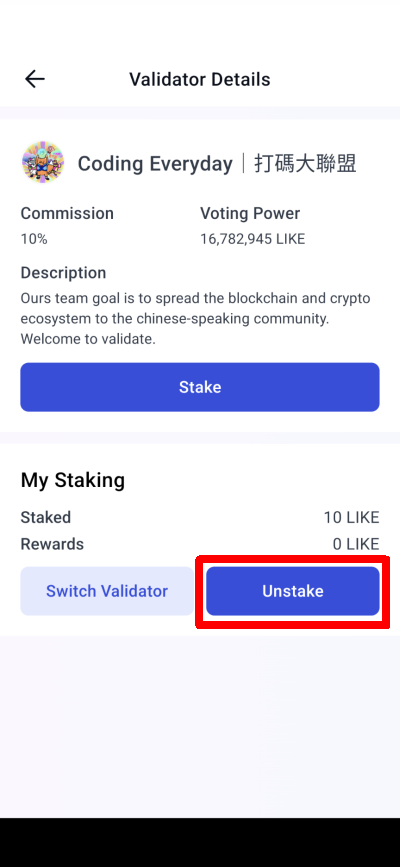 Validator Details
Coding Everyday｜打碼大聯盟
Commission
Voting Power
10%
16,782,945 LIKE
Description
Ours team goal is to spread the blockchain and crypto
ecosystem to the chinese-speaking community.
Welcome to validate.
Stake
My Staking
Staked
10 LIKE
Rewards
0 LIKE
Switch Validator
Unstake